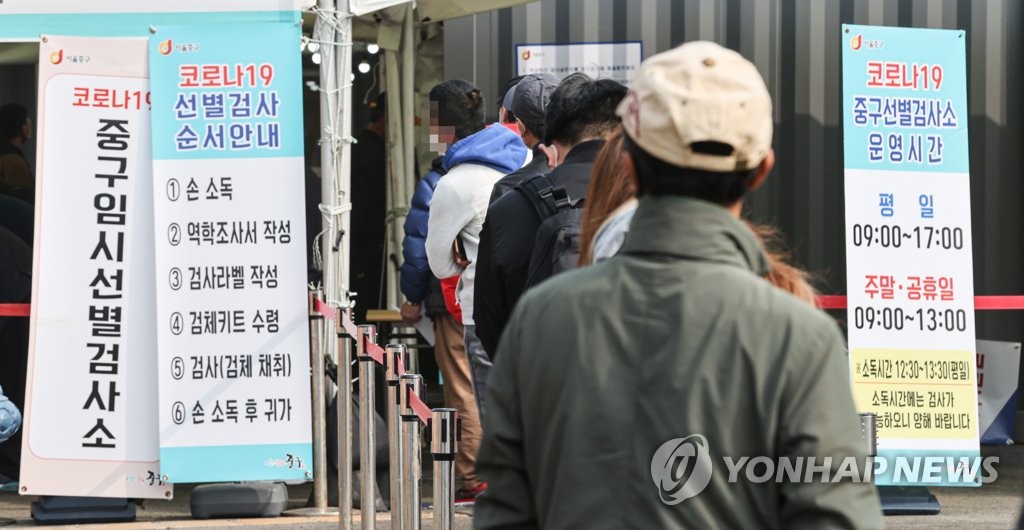 서울중구
코로나19
중구임시선별검사소
서울중구
코로나19
선별검사
순서안내
① 손 소독
② 역학조사서 작성
③ 검사라벨 작성
④ 검체키트 수령
⑤ 검사(검체 채취)
⑥ 손 소독 후 귀가
중구
서울중구
코로나19
중구선별검사소
운영시간
평 일
09:00~17:00
주말·공휴일
09:00~13:00
※소독시간 12:30~13:30(평일)
소독시간에는 검사가
능하오니 양해 바랍니다
YONHAP NEWS